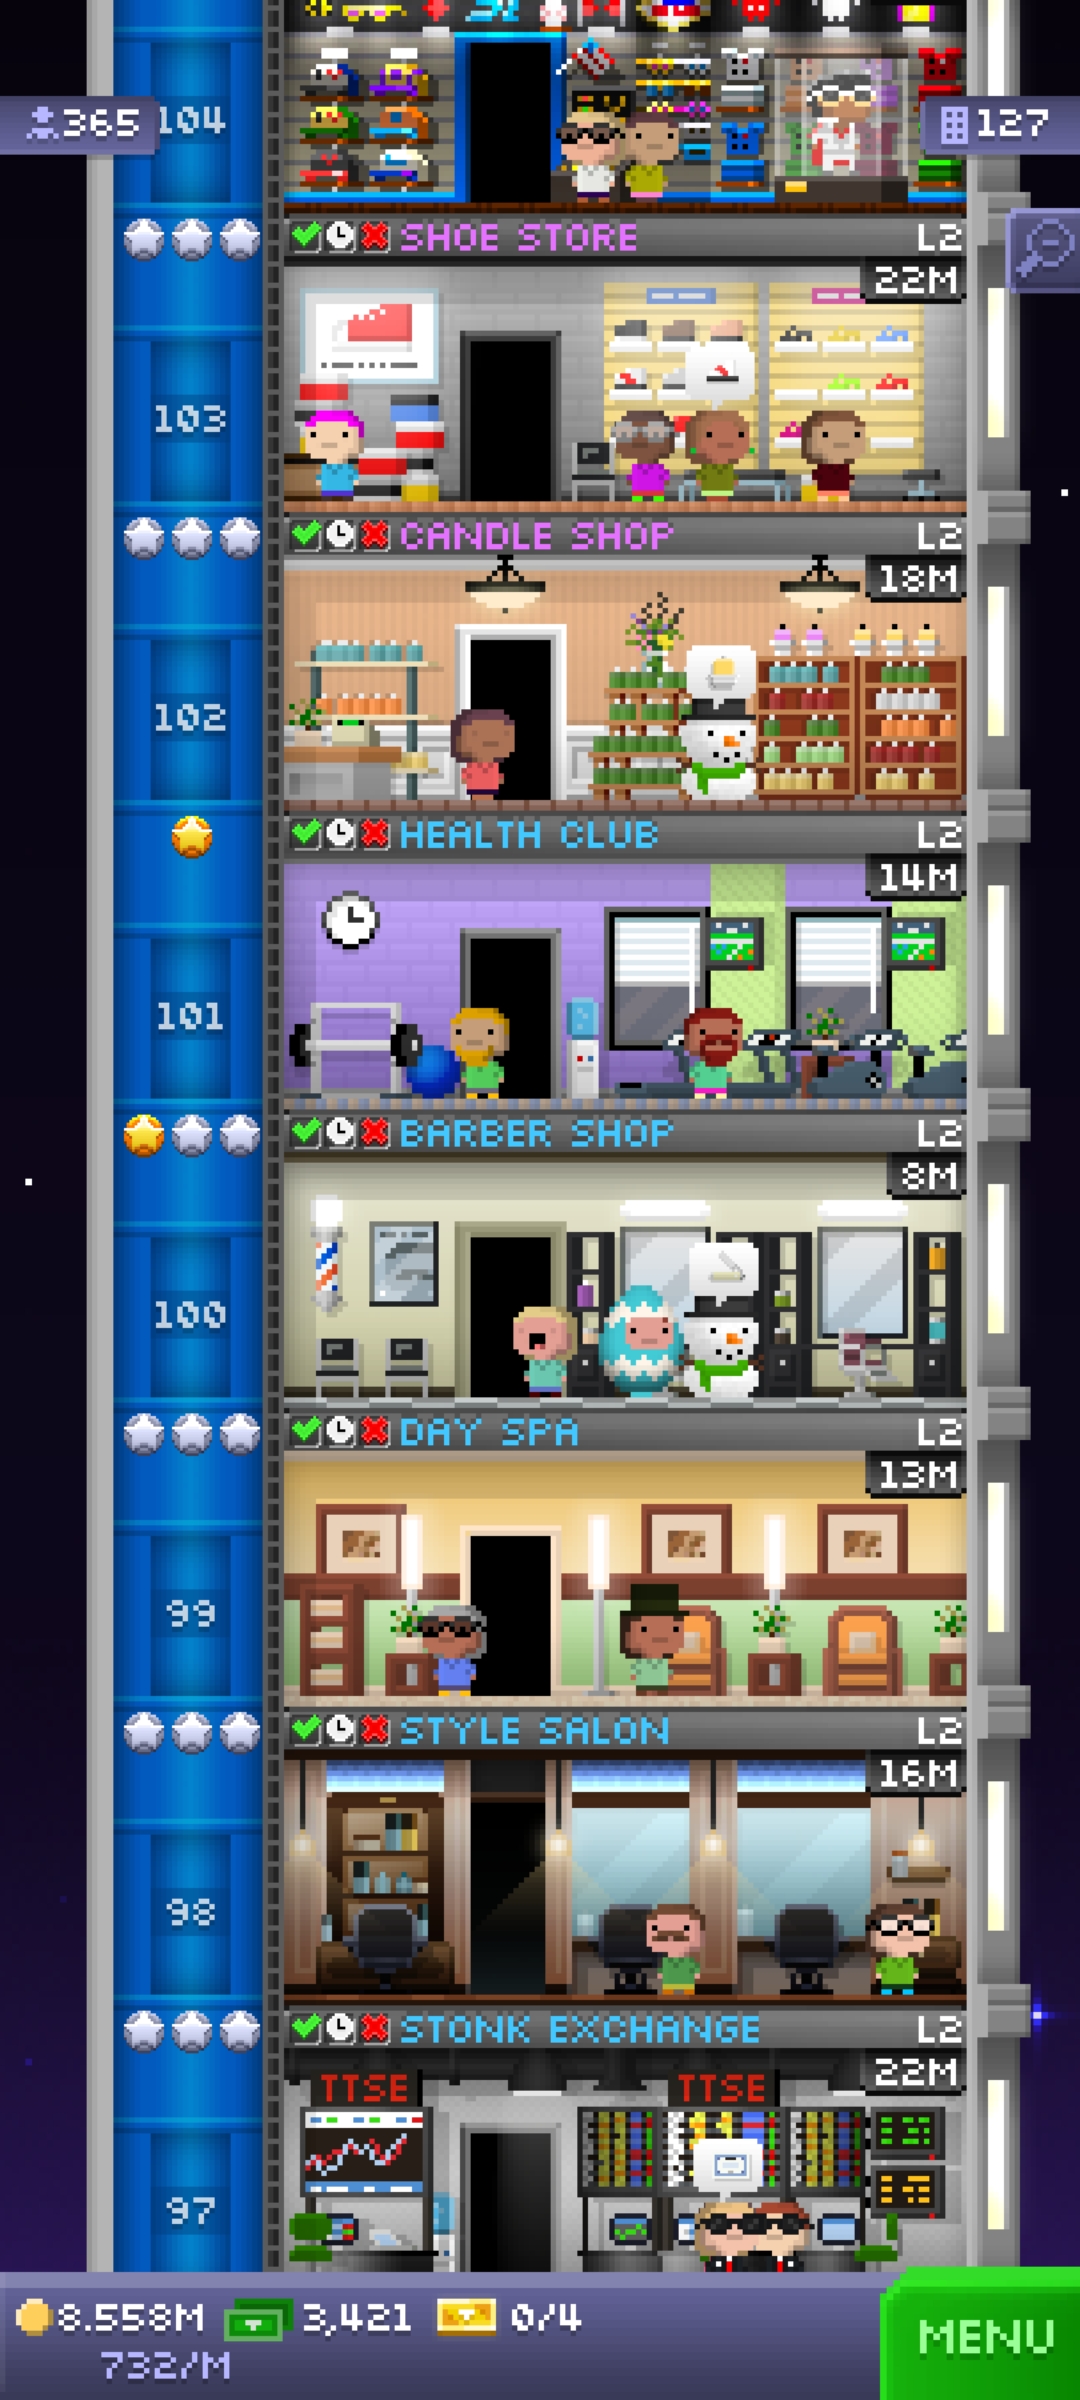 365
104
127
SHOE STORE
L2
22M
103
CANDLE SHOP
L2
18M
102
HEALTH CLUB
L2
14M
101
BARBER SHOP
L2
8M
100
DAY SPA
L2
13M
99
STYLE SALON
L2
16M
98
STONK EXCHANGE
L2
22M
TTSE
TTSE
97
8.558M
3,421
0/4
MENU
732/M